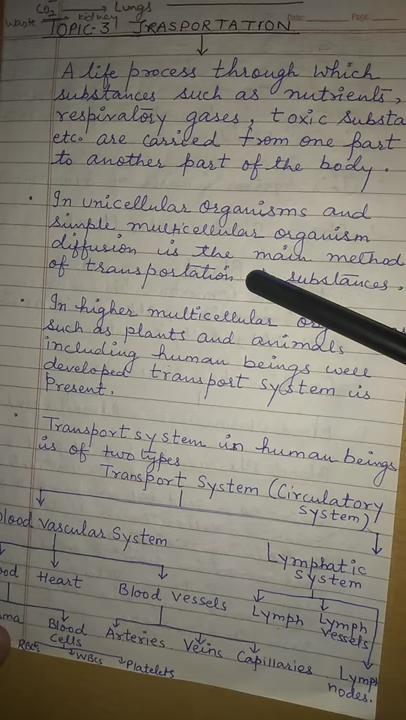 CO2 → Lungs
Waste → kidney
Date: Page:
TOPIC-3 TRASPORTATION
A life process through which
substances such as nutrients,
respiratory gases, toxic substa
etc. are carried from one part
to another part of the body.
In unicellular organisms and
simple multicellular organism
diffusion is the main method
of transportation substances.
In higher multicellular
such as plants and animals
including human beings well
developed transport system is
present.
Transport system in human beings
is of two types
Transport System (Circulatory
System)
lood Vascular System
Lymphatic
System
ood Heart Blood Vessels Lymph Lymph
Vessels
ma Blood
Cells Arteries Veins Capillaries Lymph
nodes.
RBCs WBCs Platelets